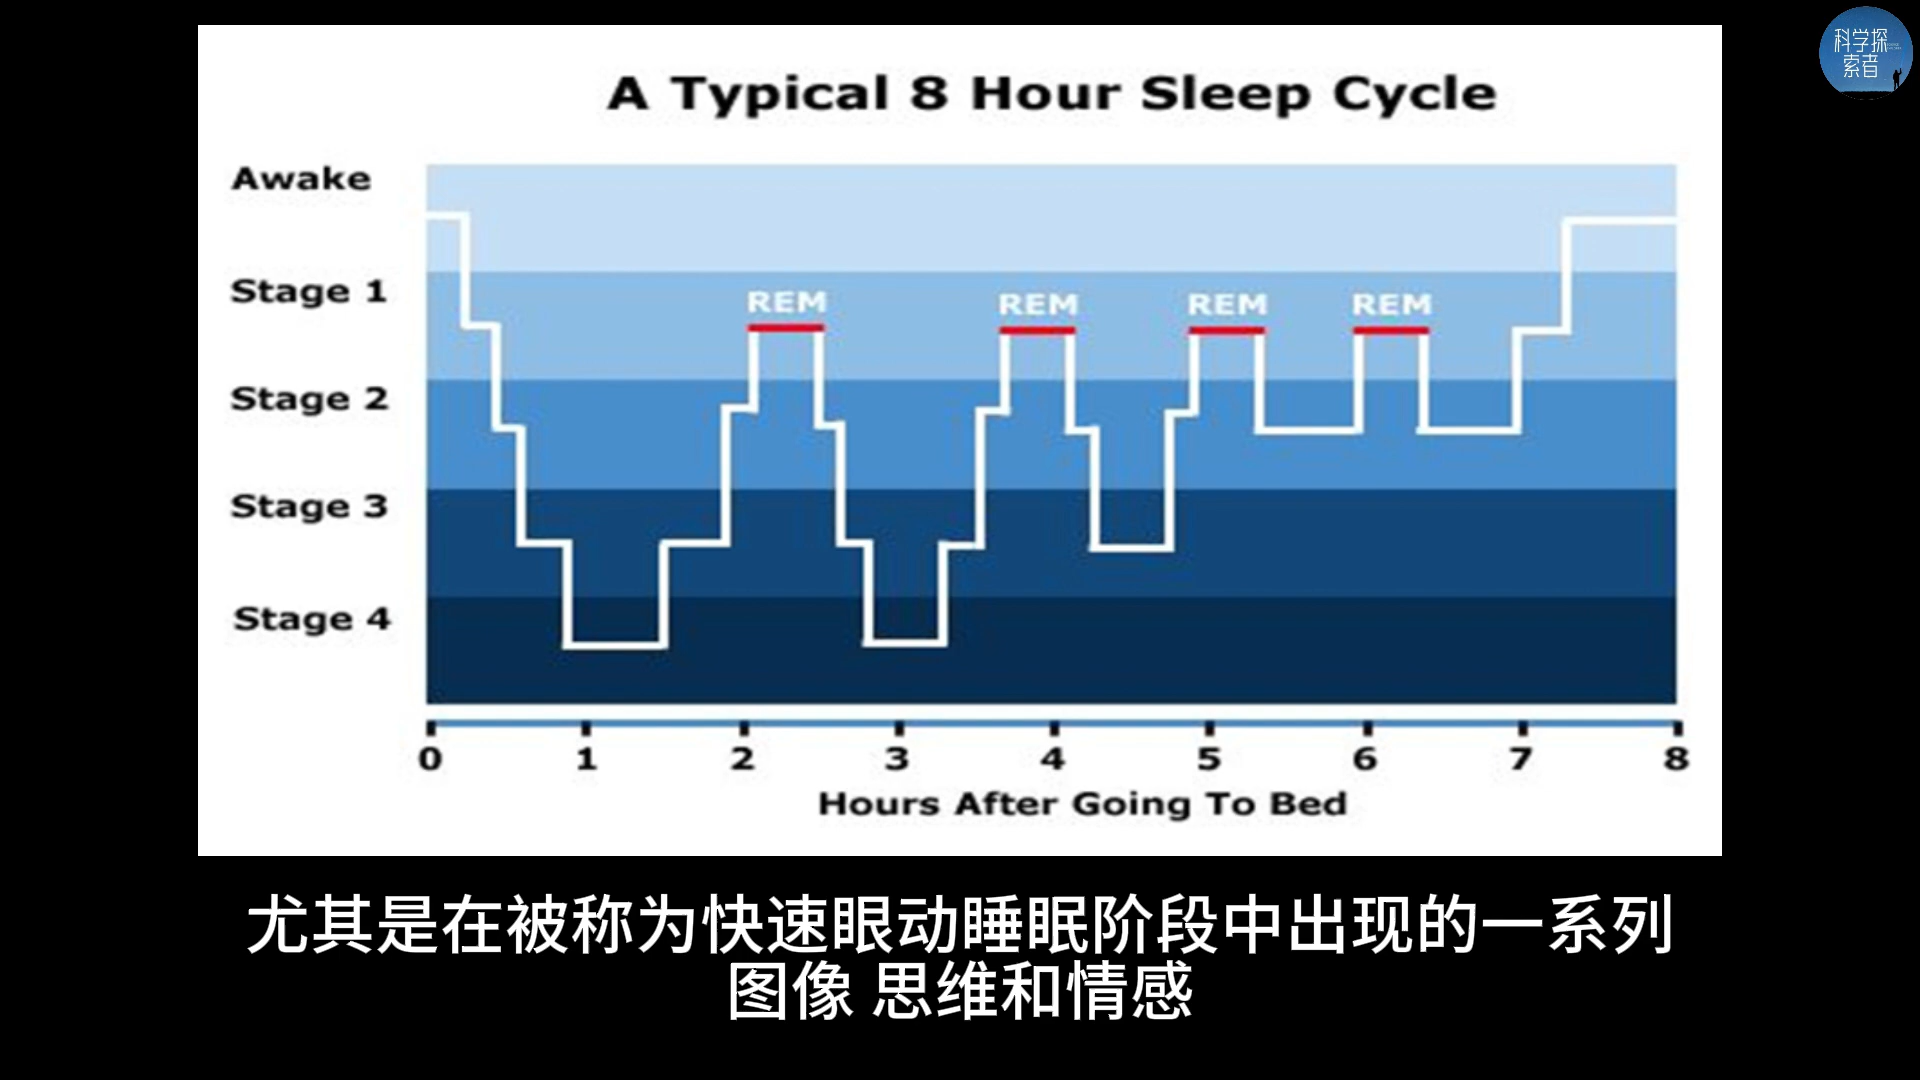 科学探
索者
A Typical 8 Hour Sleep Cycle
Awake
Stage 1
REM REM REM REM
Stage 2
Stage 3
Stage 4
0 1 2 3 4 5 6 7 8
Hours After Going To Bed
尤其是在被称为快速眼动睡眠阶段中出现的一系列
图像 思维和情感